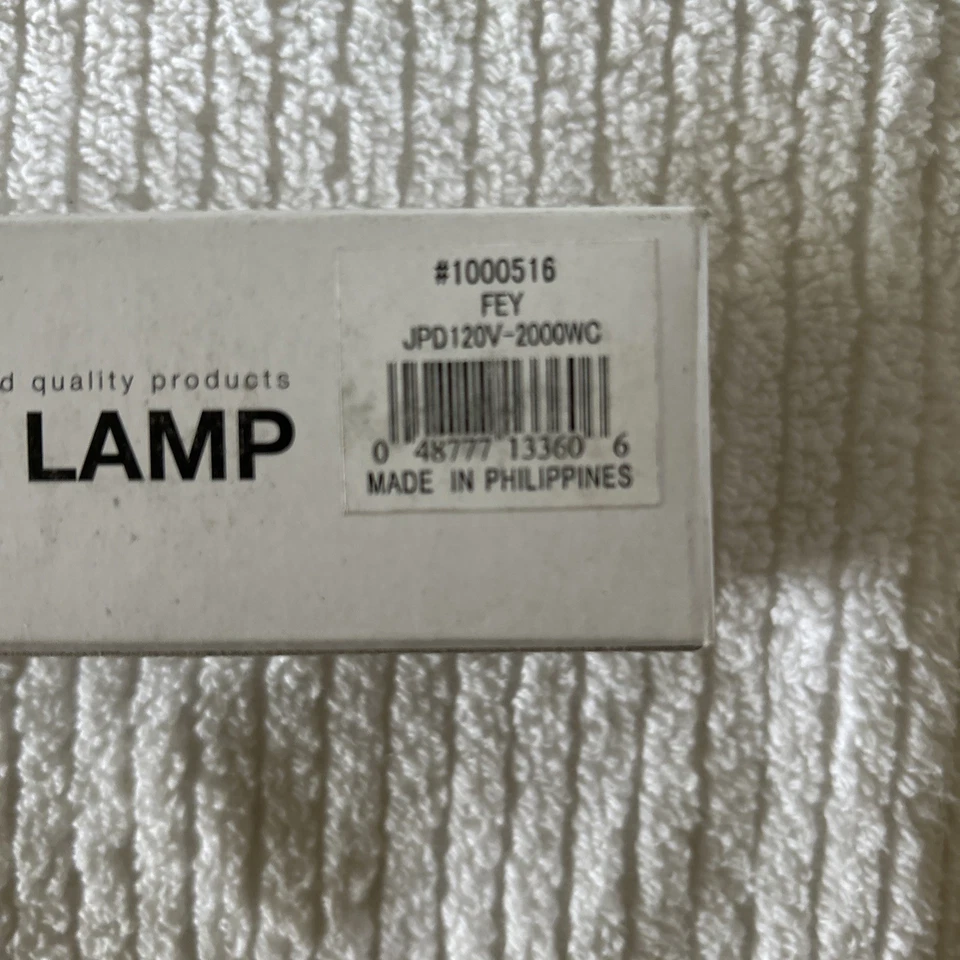 d quality products
LAMP
#1000516
FEY
JPD120V-2000WC
0 48777 13360 6
MADE IN PHILIPPINES